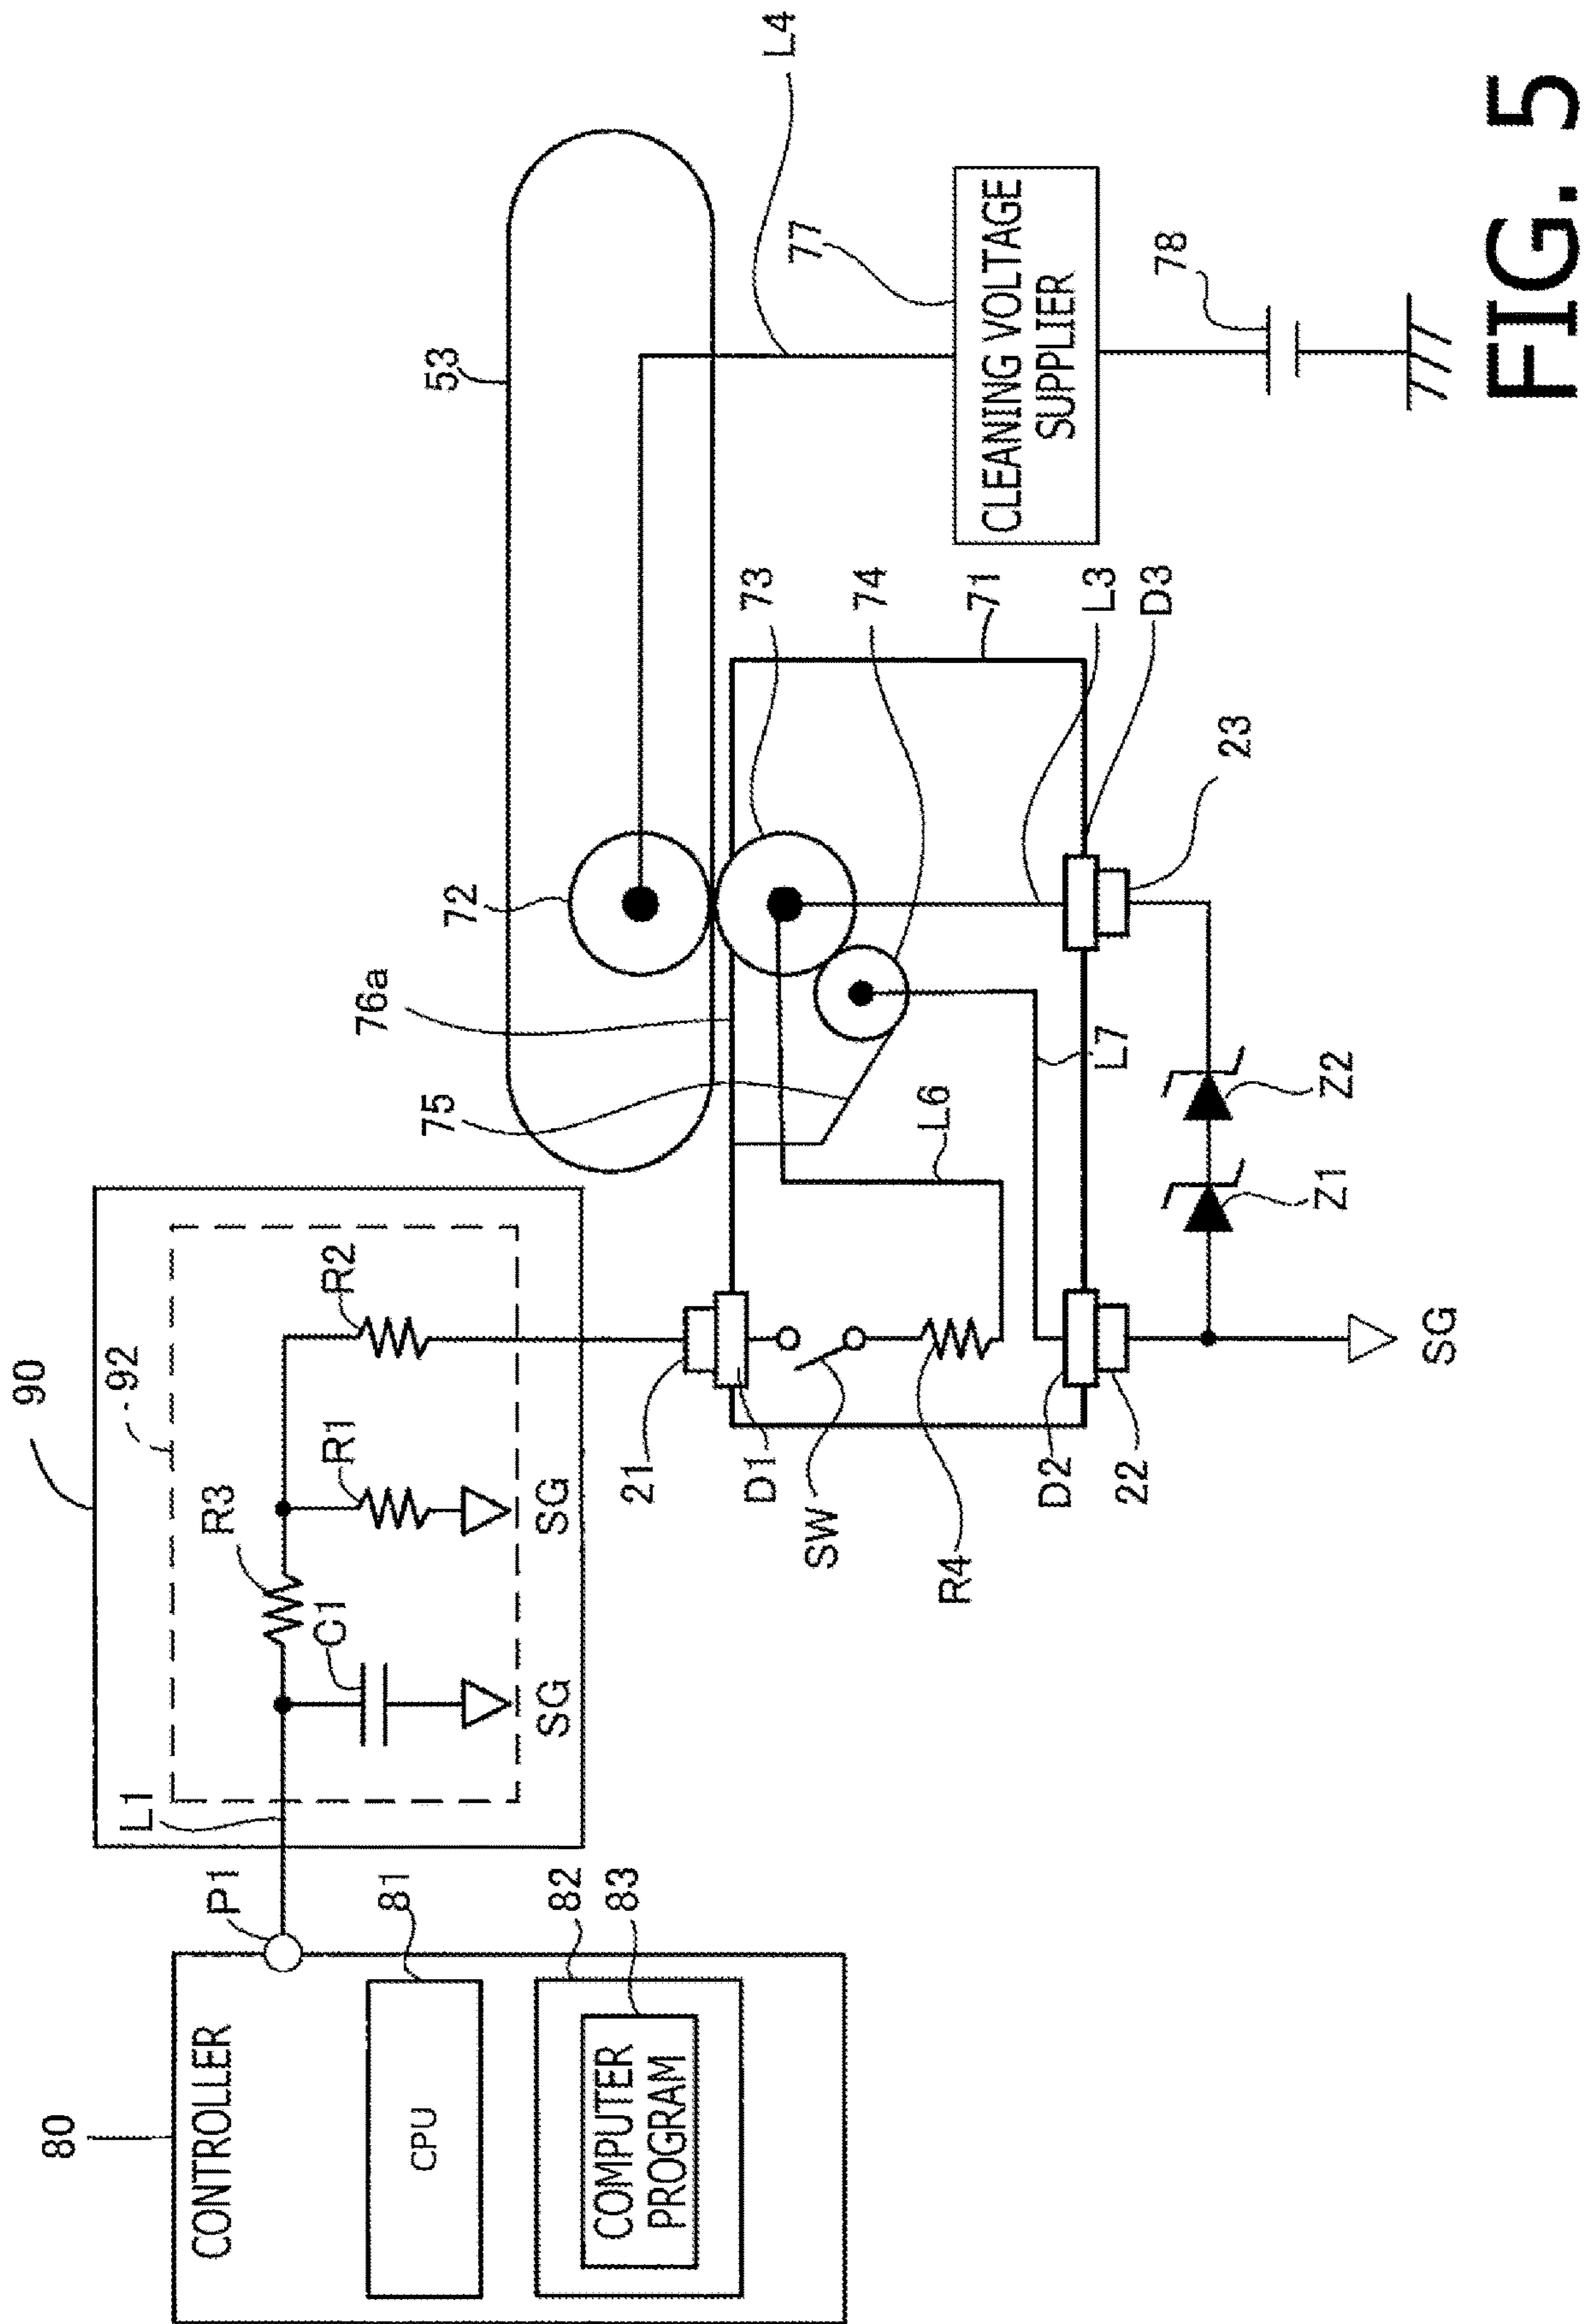 80
CONTROLLER
P1
CPU
81
82
COMPUTER
PROGRAM
83
90
92
L1
R3
C1
R1
R2
SG
SG
21
D1
SW
R4
D2
22
SG
Z1
Z2
L6
L7
75
76a
72
53
73
74
71
L3
D3
23
L4
77
CLEANING VOLTAGE
SUPPLIER
78
FIG. 5